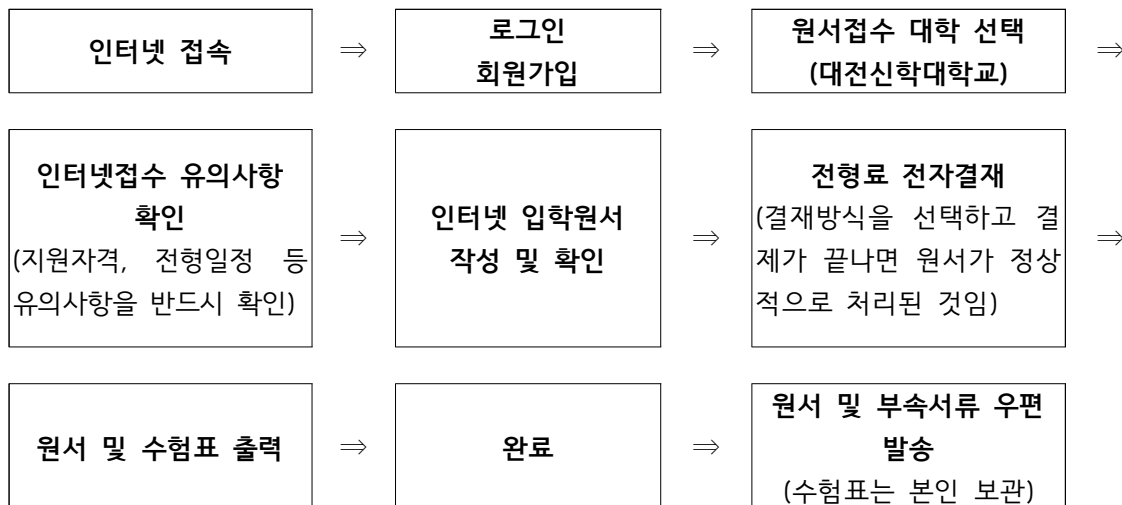 인터넷 접속 ⇒ 로그인 회원가입 ⇒ 원서접수 대학 선택 (대전신학대학교) ⇒
인터넷접수 유의사항
확인
(지원자격, 전형일정 등
유의사항을 반드시 확인)
⇒
인터넷 입학원서
작성 및 확인
⇒
전형료 전자결재
(결재방식을 선택하고 결
제가 끝나면 원서가 정상
적으로 처리된 것임)
⇒
원서 및 수험표 출력
⇒
완료
⇒
원서 및 부속서류 우편
발송
(수험표는 본인 보관)